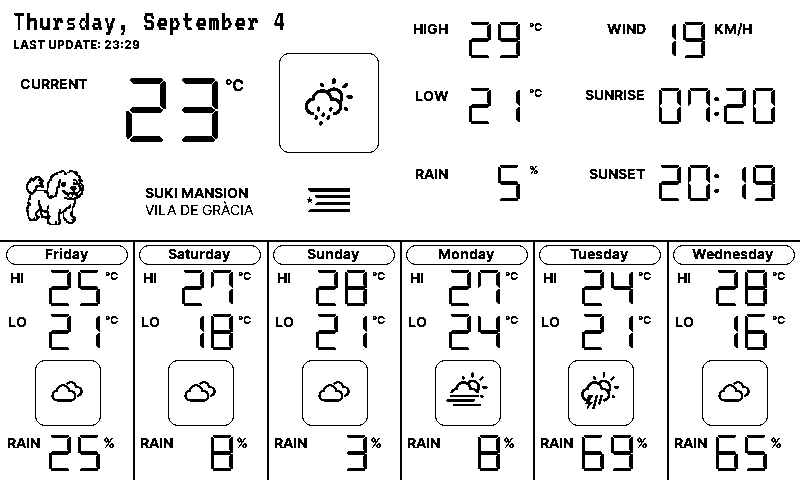 Thursday, September 4
LAST UPDATE: 23:29
CURRENT 23 °C
HIGH 29 °C
LOW 21 °C
RAIN 5 %
WIND 19 KM/H
SUNRISE 07:20
SUNSET 20:19
SUKI MANSION
VILA DE GRÀCIA
Friday
HI 25 °C
LO 21 °C
RAIN 25 %
Saturday
HI 27 °C
LO 18 °C
RAIN 8 %
Sunday
HI 28 °C
LO 21 °C
RAIN 3 %
Monday
HI 27 °C
LO 24 °C
RAIN 8 %
Tuesday
HI 24 °C
LO 21 °C
RAIN 69 %
Wednesday
HI 28 °C
LO 16 °C
RAIN 65 %